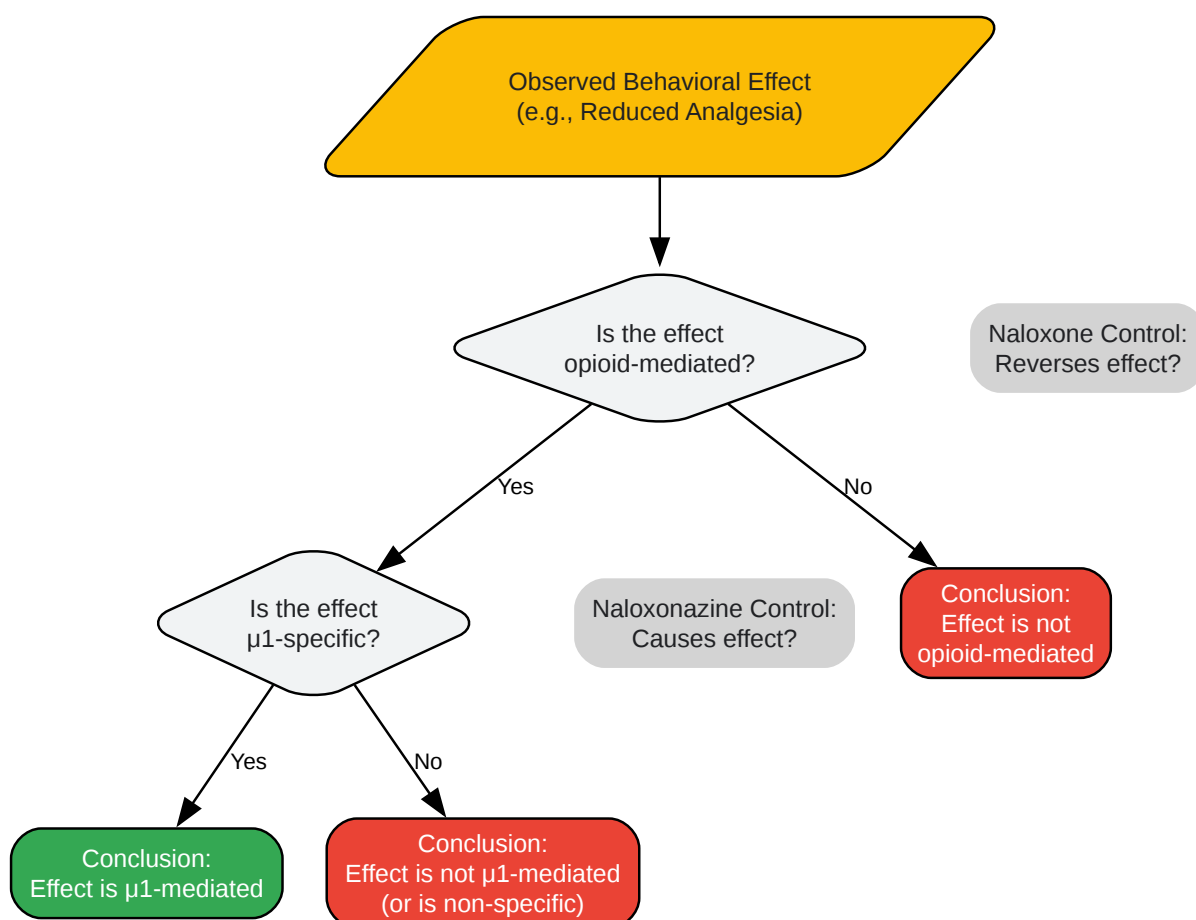 Observed Behavioral Effect
(e.g., Reduced Analgesia)
Is the effect
opioid-mediated?
Naloxone Control:
Reverses effect?
Yes
No
Is the effect
µ1-specific?
Naloxonazine Control:
Causes effect?
Conclusion:
Effect is not
opioid-mediated
Yes
No
Conclusion:
Effect is µ1-mediated
Conclusion:
Effect is not µ1-mediated
(or is non-specific)